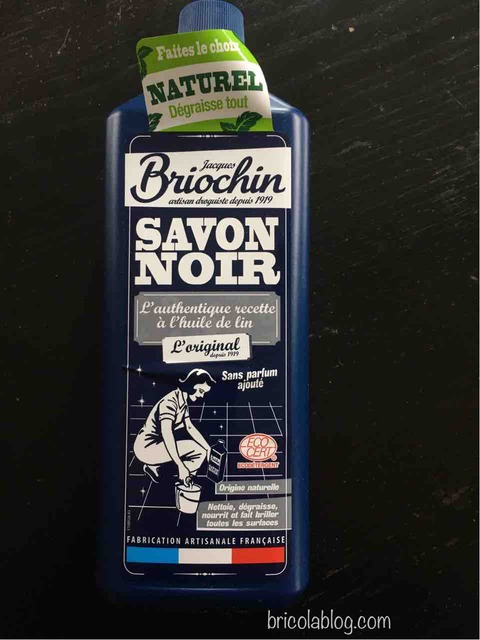 Faites le choix
NATUREL
Dégraisse tout
Jacques
Briochin
artisan droguiste depuis 1919
SAVON
NOIR
L'authentique recette
à l'huile de lin
L'original
depuis 1919
Sans parfum
ajouté
ECO
CERT
ECODÉTERGENT
Origine naturelle
Nettoie, dégraisse,
nourrit et fait briller
toutes les surfaces
FABRICATION ARTISANALE FRANÇAISE
bricolablog.com